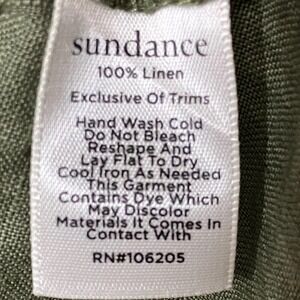 sundance
100% Linen
Exclusive Of Trims
Hand Wash Cold
Do Not Bleach
Reshape And
Lay Flat To Dry
Cool Iron As Needed
This Garment
Contains Dye Which
May Discolor
Materials It Comes In
Contact With
RN#106205